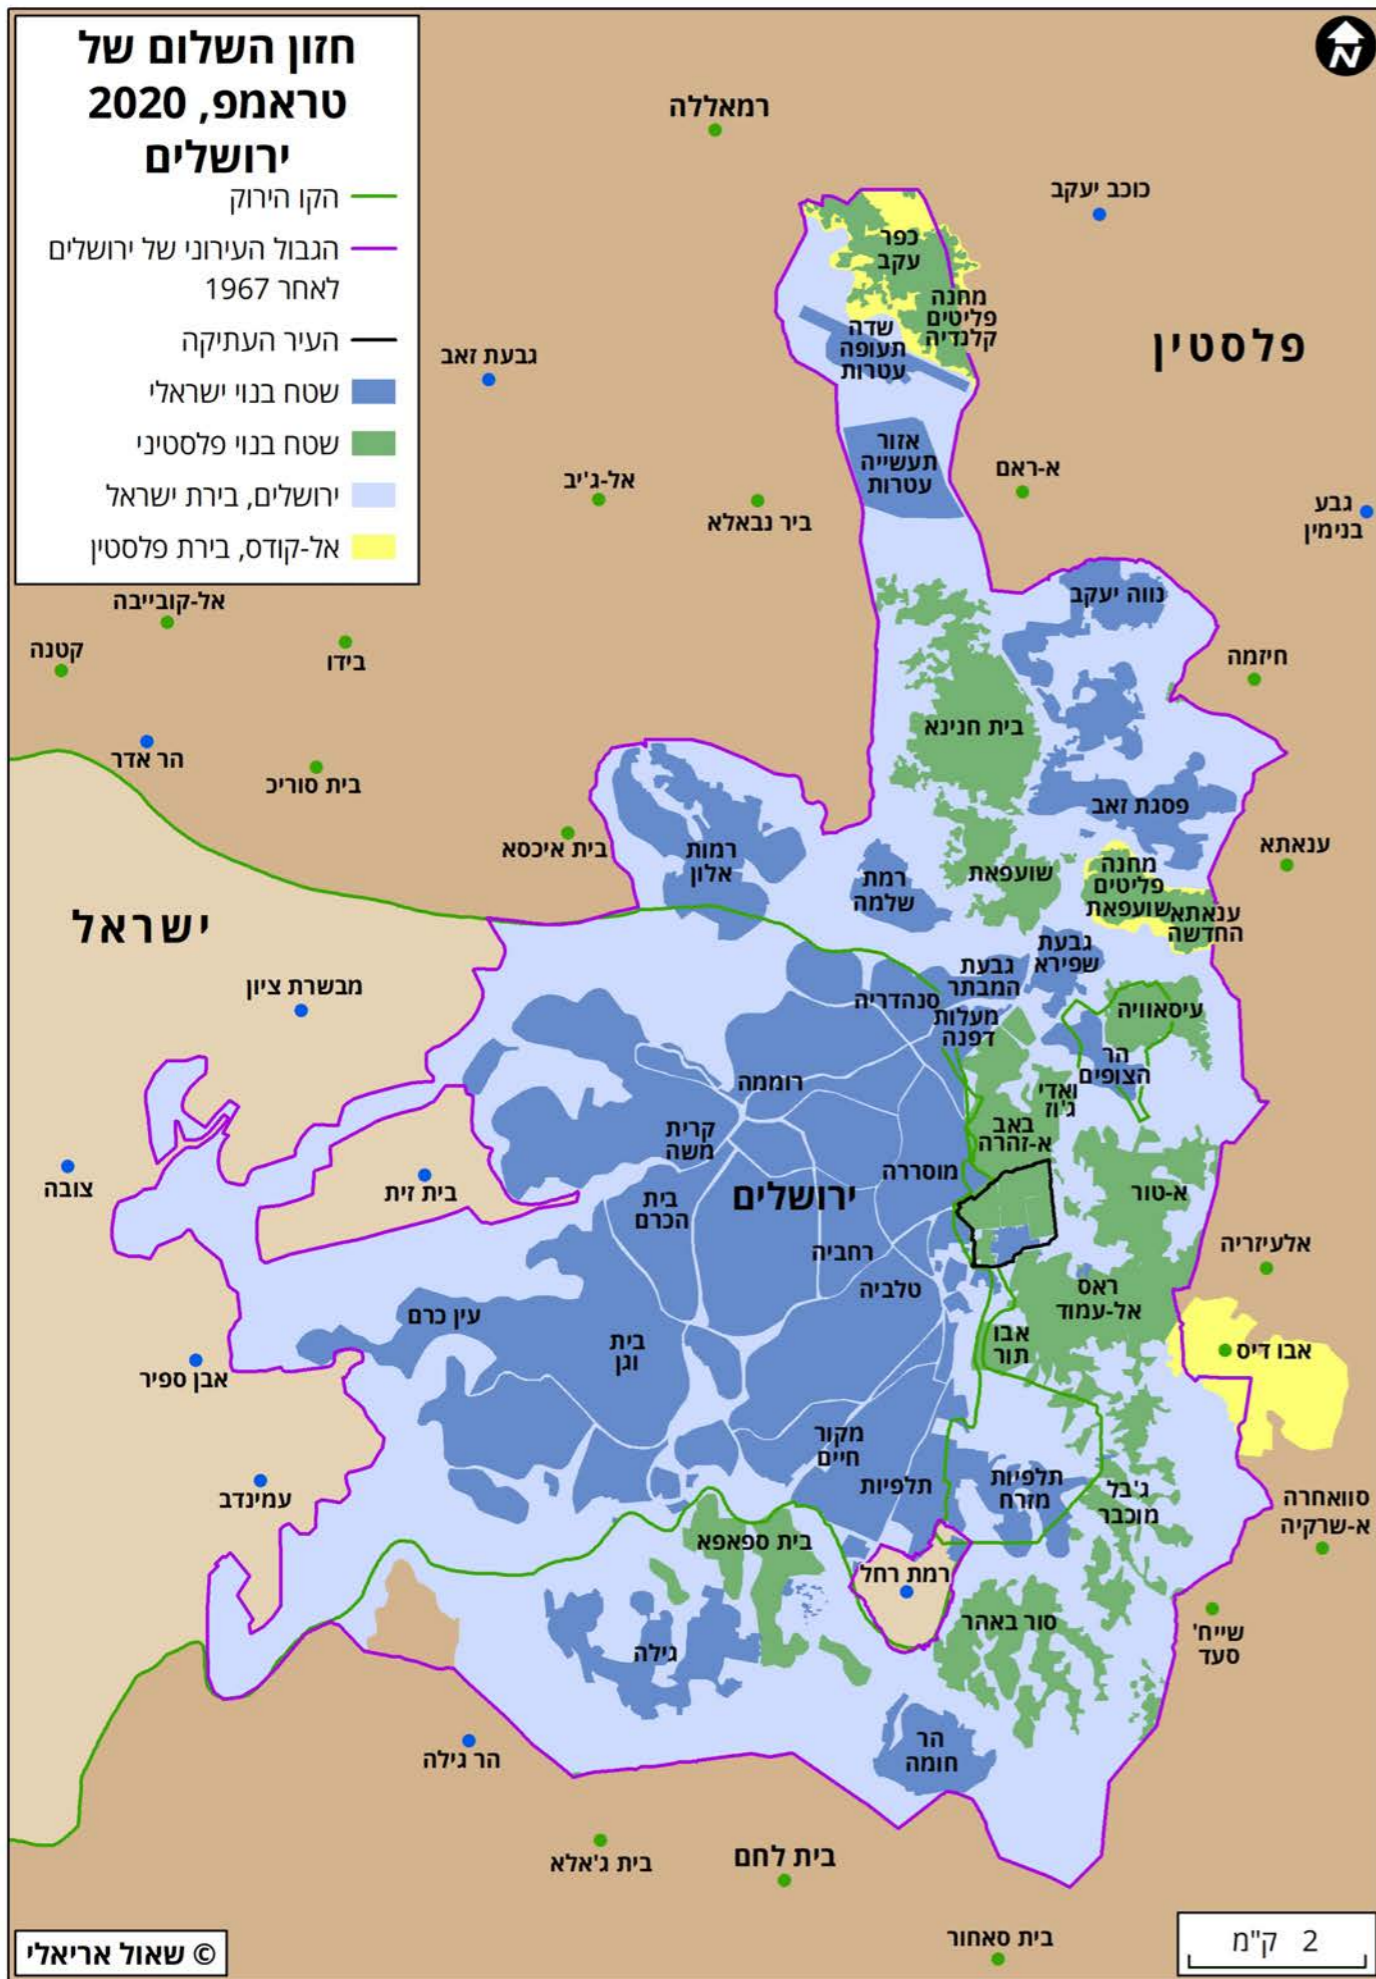 חזון השלום של
טראמפ, 2020
ירושלים
הקו הירוק
הגבול העירוני של ירושלים
לאחר 1967
העיר העתיקה
שטח בנוי ישראלי
שטח בנוי פלסטיני
ירושלים, בירת ישראל
אל-קודס, בירת פלסטין
N
רמאללה
כוכב יעקב
כפר
עקב
מחנה
פליטים
קלנדיה
שדה
תעופה
עטרות
פלסטין
גבעת זאב
אזור
תעשייה
עטרות
א-ראם
אל-ג'יב
ביר נבאלא
גבע
בנימין
נווה יעקב
אל-קובייבה
בידו
קטנה
חיזמה
בית חנינא
הר אדר
בית סוריכ
פסגת זאב
בית איכסא
רמות
אלון
רמת
שלמה
שועפאת
מחנה
פליטים
שועפאת
ענאתא
החדשה
ענאתא
ישראל
גבעת
שפירא
גבעת
המבתר
סנהדריה
מעלות
דפנה
מבשרת ציון
עיסאוויה
הר
הצופים
רוממה
ואדי
ג'וז
באב
א-זהרה
קרית
משה
מוסררה
צובה
בית זית
בית
הכרם
ירושלים
א-טור
רחביה
אלעיזריה
טלביה
ראס
אל-עמוד
עין כרם
בית
וגן
אבו
תור
אבו דיס
אבן ספיר
מקור
חיים
תלפיות
תלפיות
מזרח
ג'בל
מוכבר
עמינדב
סוואחרה
א-שרקיה
בית ספאפא
רמת רחל
סור באהר
שייח'
סעד
גילה
הר
חומה
הר גילה
בית ג'אלא
בית לחם
בית סאחור
© שאול אריאלי
2 ק"מ